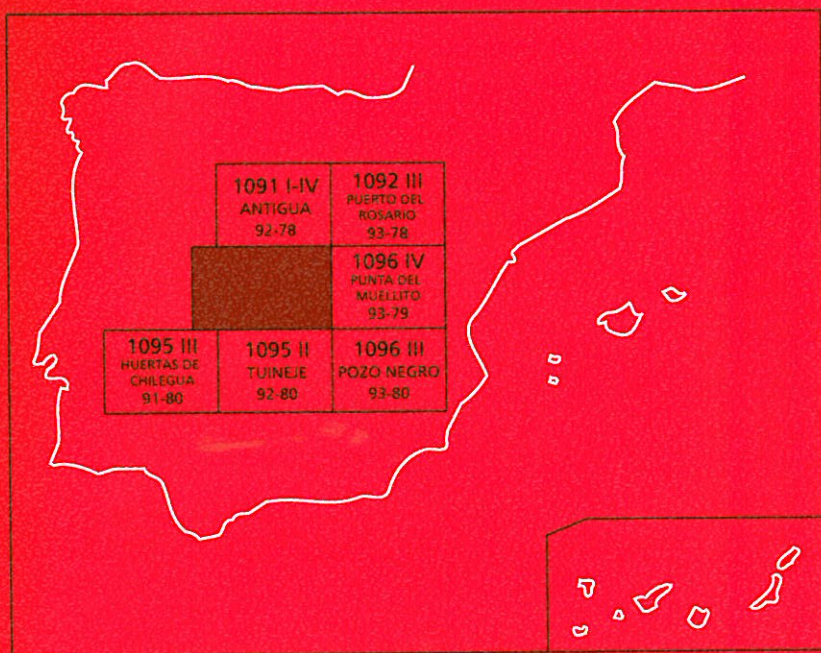 1091 I-IV
ANTIGUA
92-78
1092 III
PUERTO DEL
ROSARIO
93-78
1096 IV
PUNTA DEL
MUELLITO
93-79
1095 III
HUERTAS DE
CHILEGUA
91-80
1095 II
TUINEJE
92-80
1096 III
POZO NEGRO
93-80